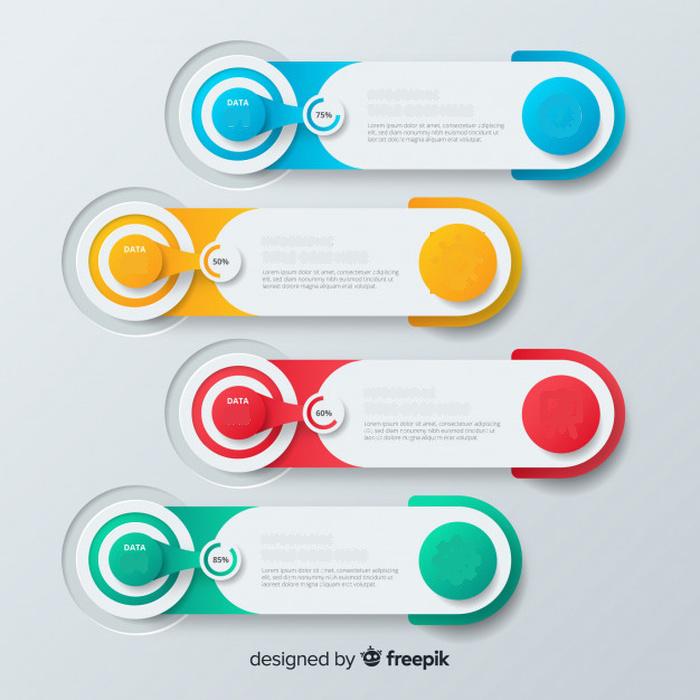 DATA
75%
Lorem ipsum dolor sit amet, consectetuer adipiscing
elit, sed diam nonummy nibh euismod tincidunt ut
laoreet dolore magna aliquam erat volutpat.
DATA
50%
Lorem ipsum dolor sit amet, consectetuer adipiscing
elit, sed diam nonummy nibh euismod tincidunt ut
laoreet dolore magna aliquam erat volutpat.
DATA
60%
Lorem ipsum dolor sit amet, consectetuer adipiscing
elit, sed diam nonummy nibh euismod tincidunt ut
laoreet dolore magna aliquam erat volutpat.
DATA
85%
Lorem ipsum dolor sit amet, consectetuer adipiscing
elit, sed diam nonummy nibh euismod tincidunt ut
laoreet dolore magna aliquam erat volutpat.
designed by freepik